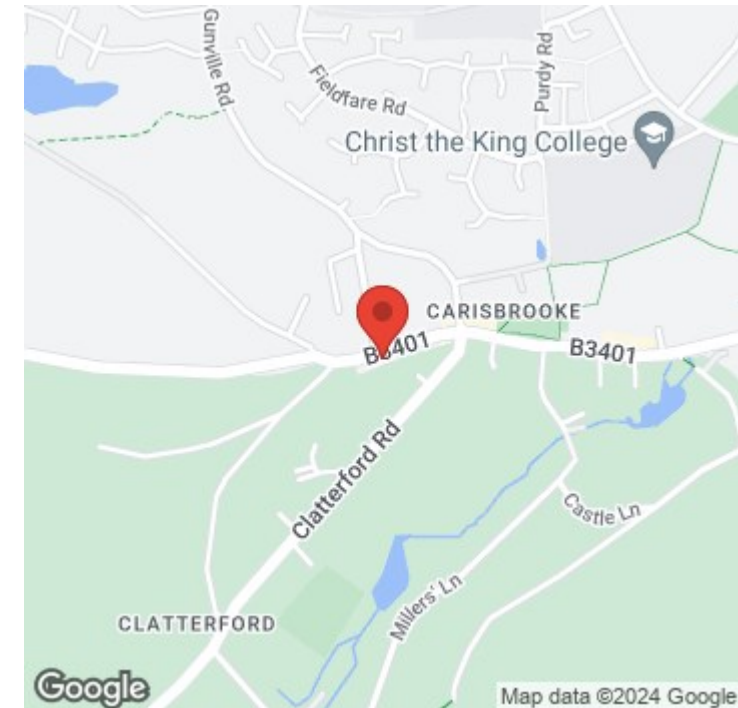 Gunville Rd
Fieldfare Rd
Purdy Rd
Christ the King College
CARISBROOKE
B3401
B3401
Clatterford Rd
Castle Ln
Millers' Ln
CLATTERFORD
Google
Map data ©2024 Google